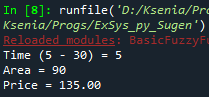 In [8]: runfile('D:/Ksenia/Pro
Ksenia/Progs/ExSys_py_Sugen')
Reloaded modules: BasicFuzzyFu
Time (5 - 30) = 5
Area = 90
Price = 135.00